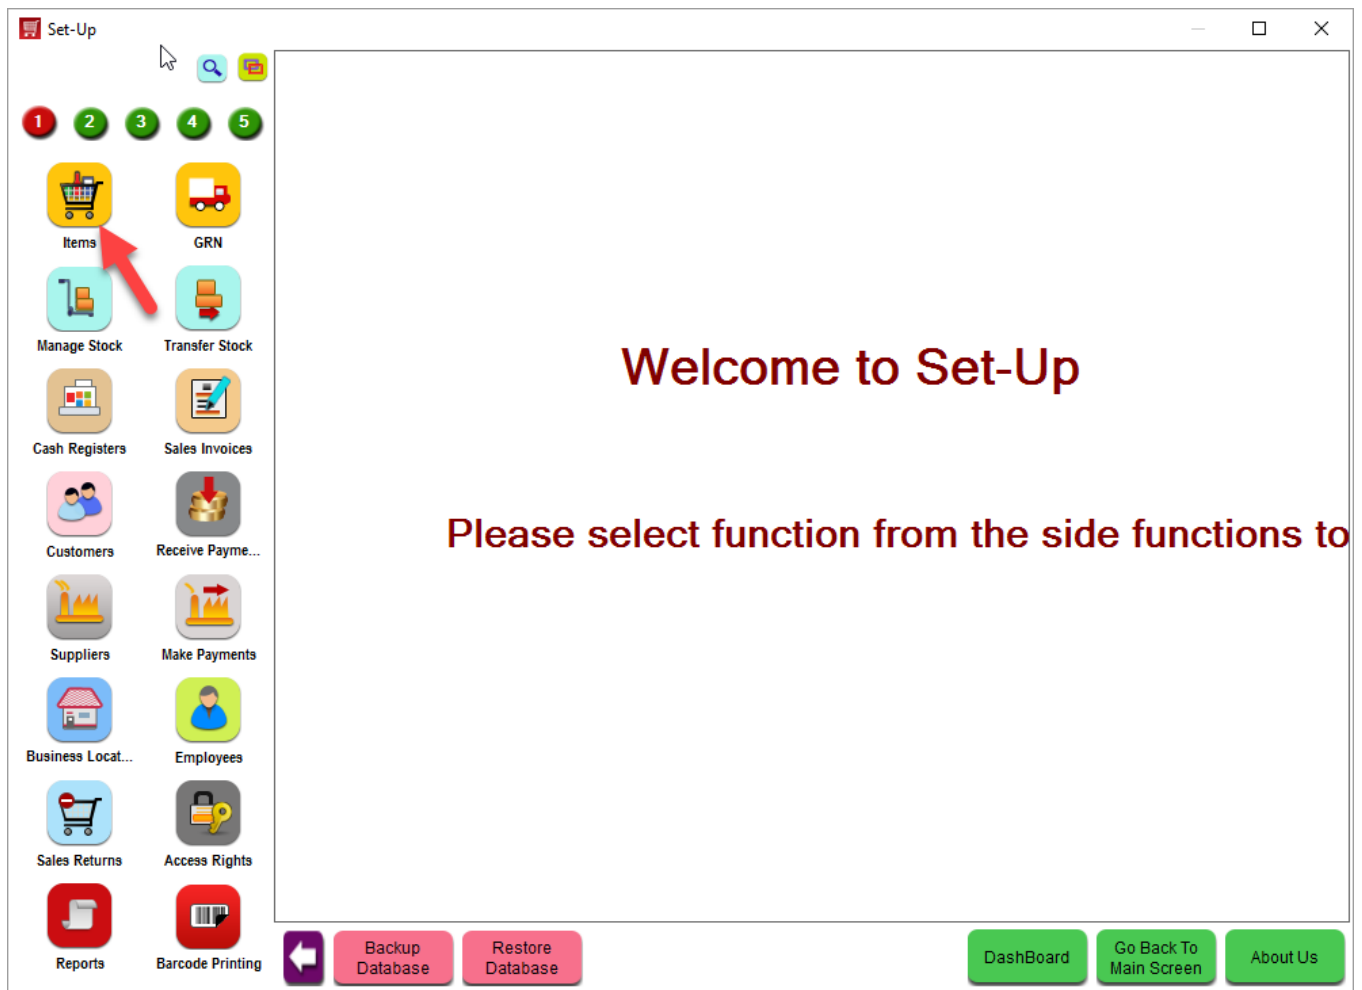 Set-Up
1 2 3 4 5
Items GRN
Manage Stock Transfer Stock
Cash Registers Sales Invoices
Customers Receive Payme...
Suppliers Make Payments
Business Locat... Employees
Sales Returns Access Rights
Reports Barcode Printing
Welcome to Set-Up
Please select function from the side functions to
Backup
Database
Restore
Database
DashBoard
Go Back To
Main Screen
About Us